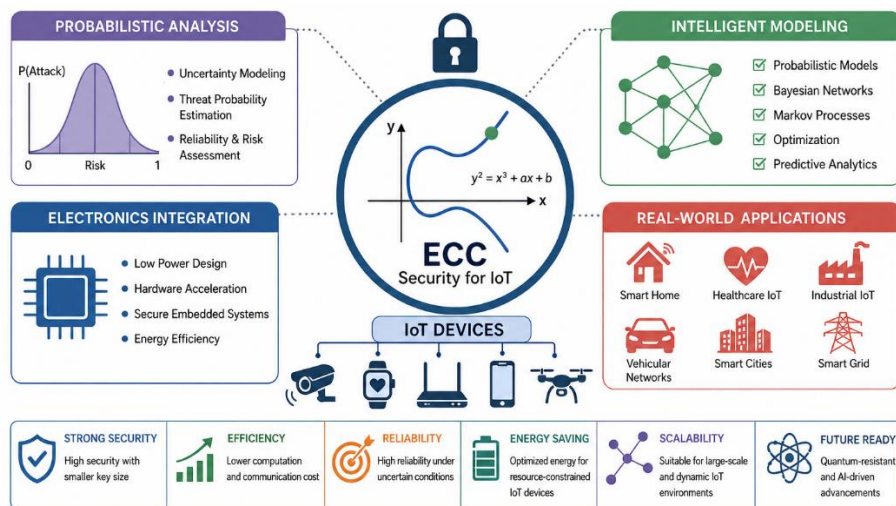 PROBABILISTIC ANALYSIS
P(Attack)
0
Risk
1
Uncertainty Modeling
Threat Probability
Estimation
Reliability & Risk
Assessment
INTELLIGENT MODELING
Probabilistic Models
Bayesian Networks
Markov Processes
Optimization
Predictive Analytics
y
y² = x³ + ax + b
x
ECC
Security for IoT
ELECTRONICS INTEGRATION
Low Power Design
Hardware Acceleration
Secure Embedded Systems
Energy Efficiency
REAL-WORLD APPLICATIONS
Smart Home
Healthcare IoT
Industrial IoT
Vehicular
Networks
Smart Cities
Smart Grid
IoT DEVICES
STRONG SECURITY
High security with
smaller key size
EFFICIENCY
Lower computation
and communication cost
RELIABILITY
High reliability under
uncertain conditions
ENERGY SAVING
Optimized energy for
resource-constrained
IoT devices
SCALABILITY
Suitable for large-scale
and dynamic IoT
environments
FUTURE READY
Quantum-resistant
and AI-driven
advancements